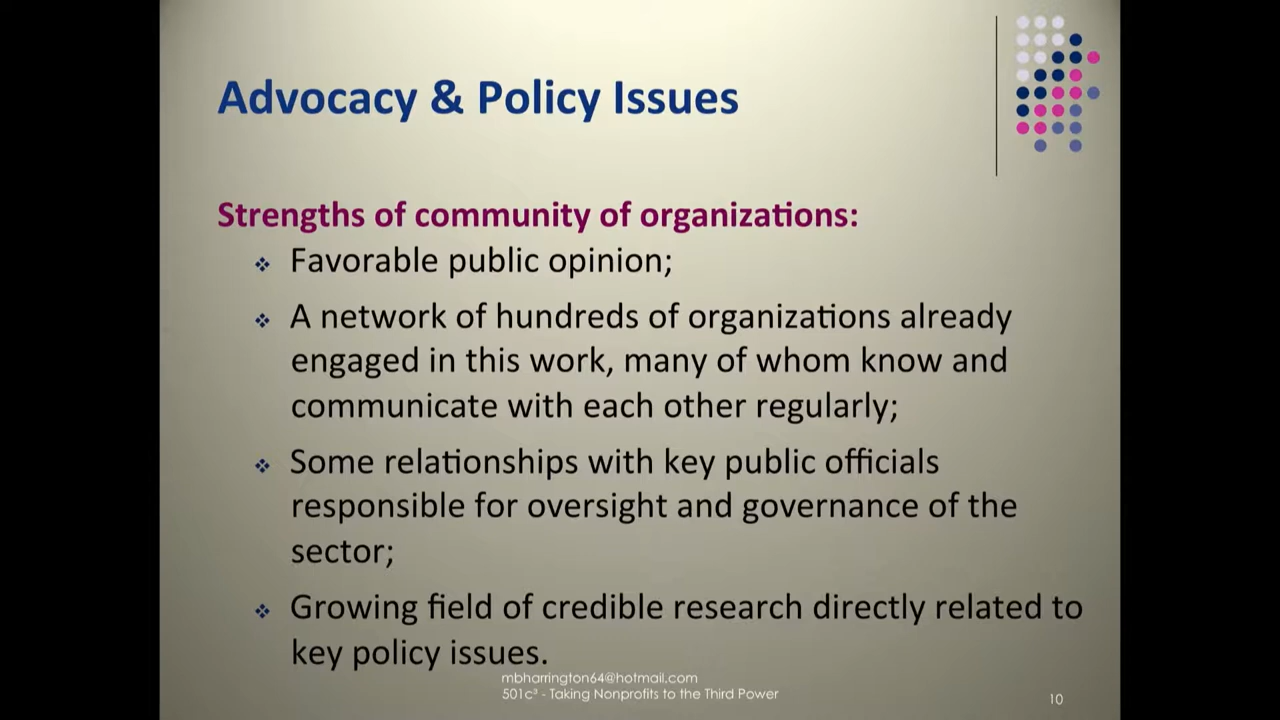 Advocacy & Policy Issues
Strengths of community of organizations:
❖ Favorable public opinion;
❖ A network of hundreds of organizations already
engaged in this work, many of whom know and
communicate with each other regularly;
❖ Some relationships with key public officials
responsible for oversight and governance of the
sector;
❖ Growing field of credible research directly related to
key policy issues.
mbharrington64@hotmail.com
501c³ - Taking Nonprofits to the Third Power
10